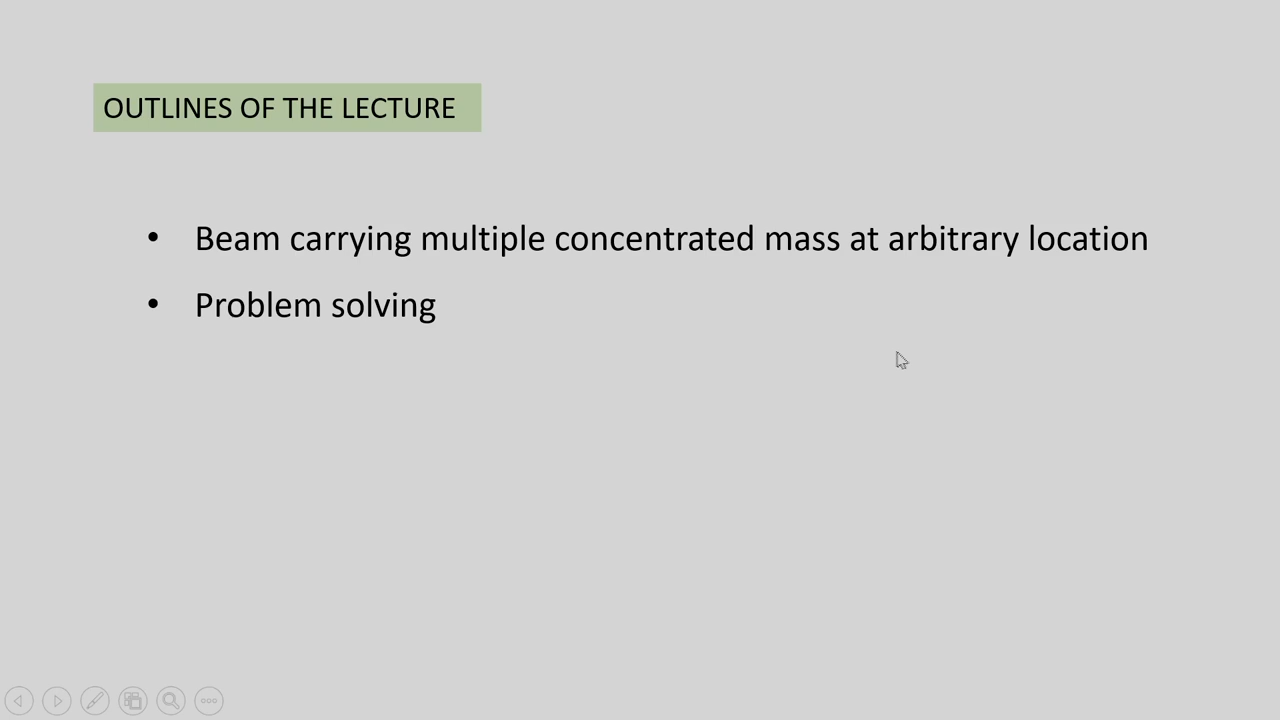 OUTLINES OF THE LECTURE
• Beam carrying multiple concentrated mass at arbitrary location
• Problem solving